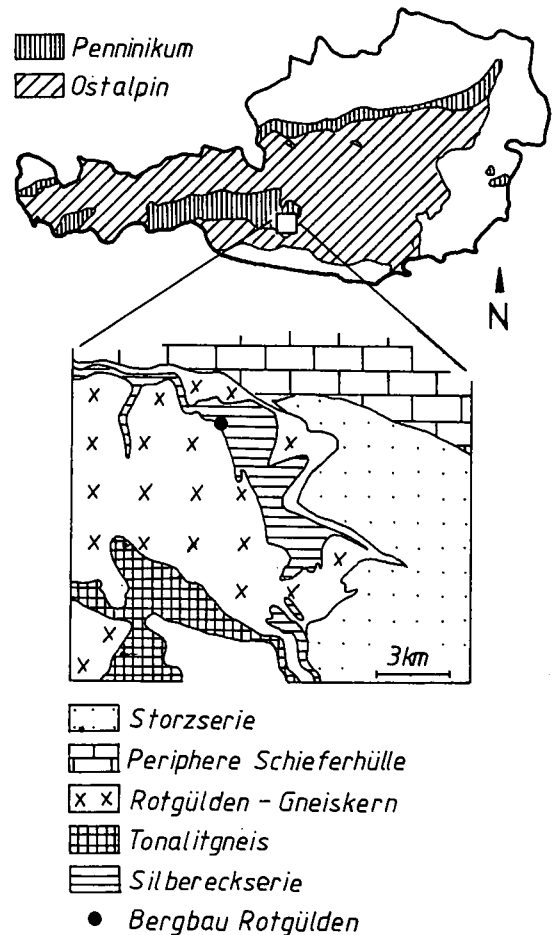 Penninikum
Ostalpin
N
3km
Storzserie
Periphere Schieferhülle
Rotgülden - Gneiskern
Tonalitgneis
Silbereckserie
Bergbau Rotgülden